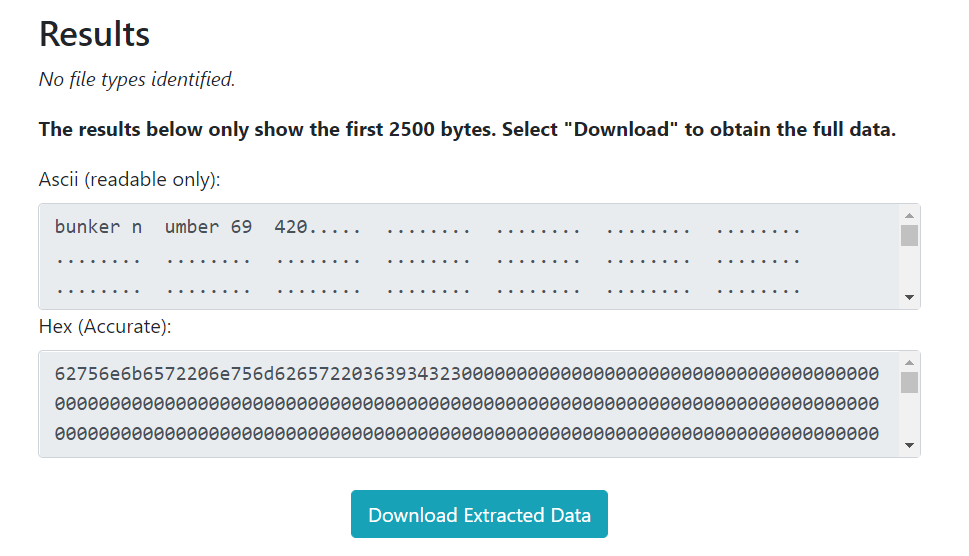 Results
No file types identified.
The results below only show the first 2500 bytes. Select "Download" to obtain the full data.
Ascii (readable only):
bunker n  umber 69  420.....  ........  ........  ........  ........
........  ........  ........  ........  ........  ........  ........
........  ........  ........  ........  ........  ........  ........
Hex (Accurate):
62756e6b6572206e756d6265722036393432300000000000000000000000000000000000000
000000000000000000000000000000000000000000000000000000000000000000000000000
000000000000000000000000000000000000000000000000000000000000000000000000000
Download Extracted Data